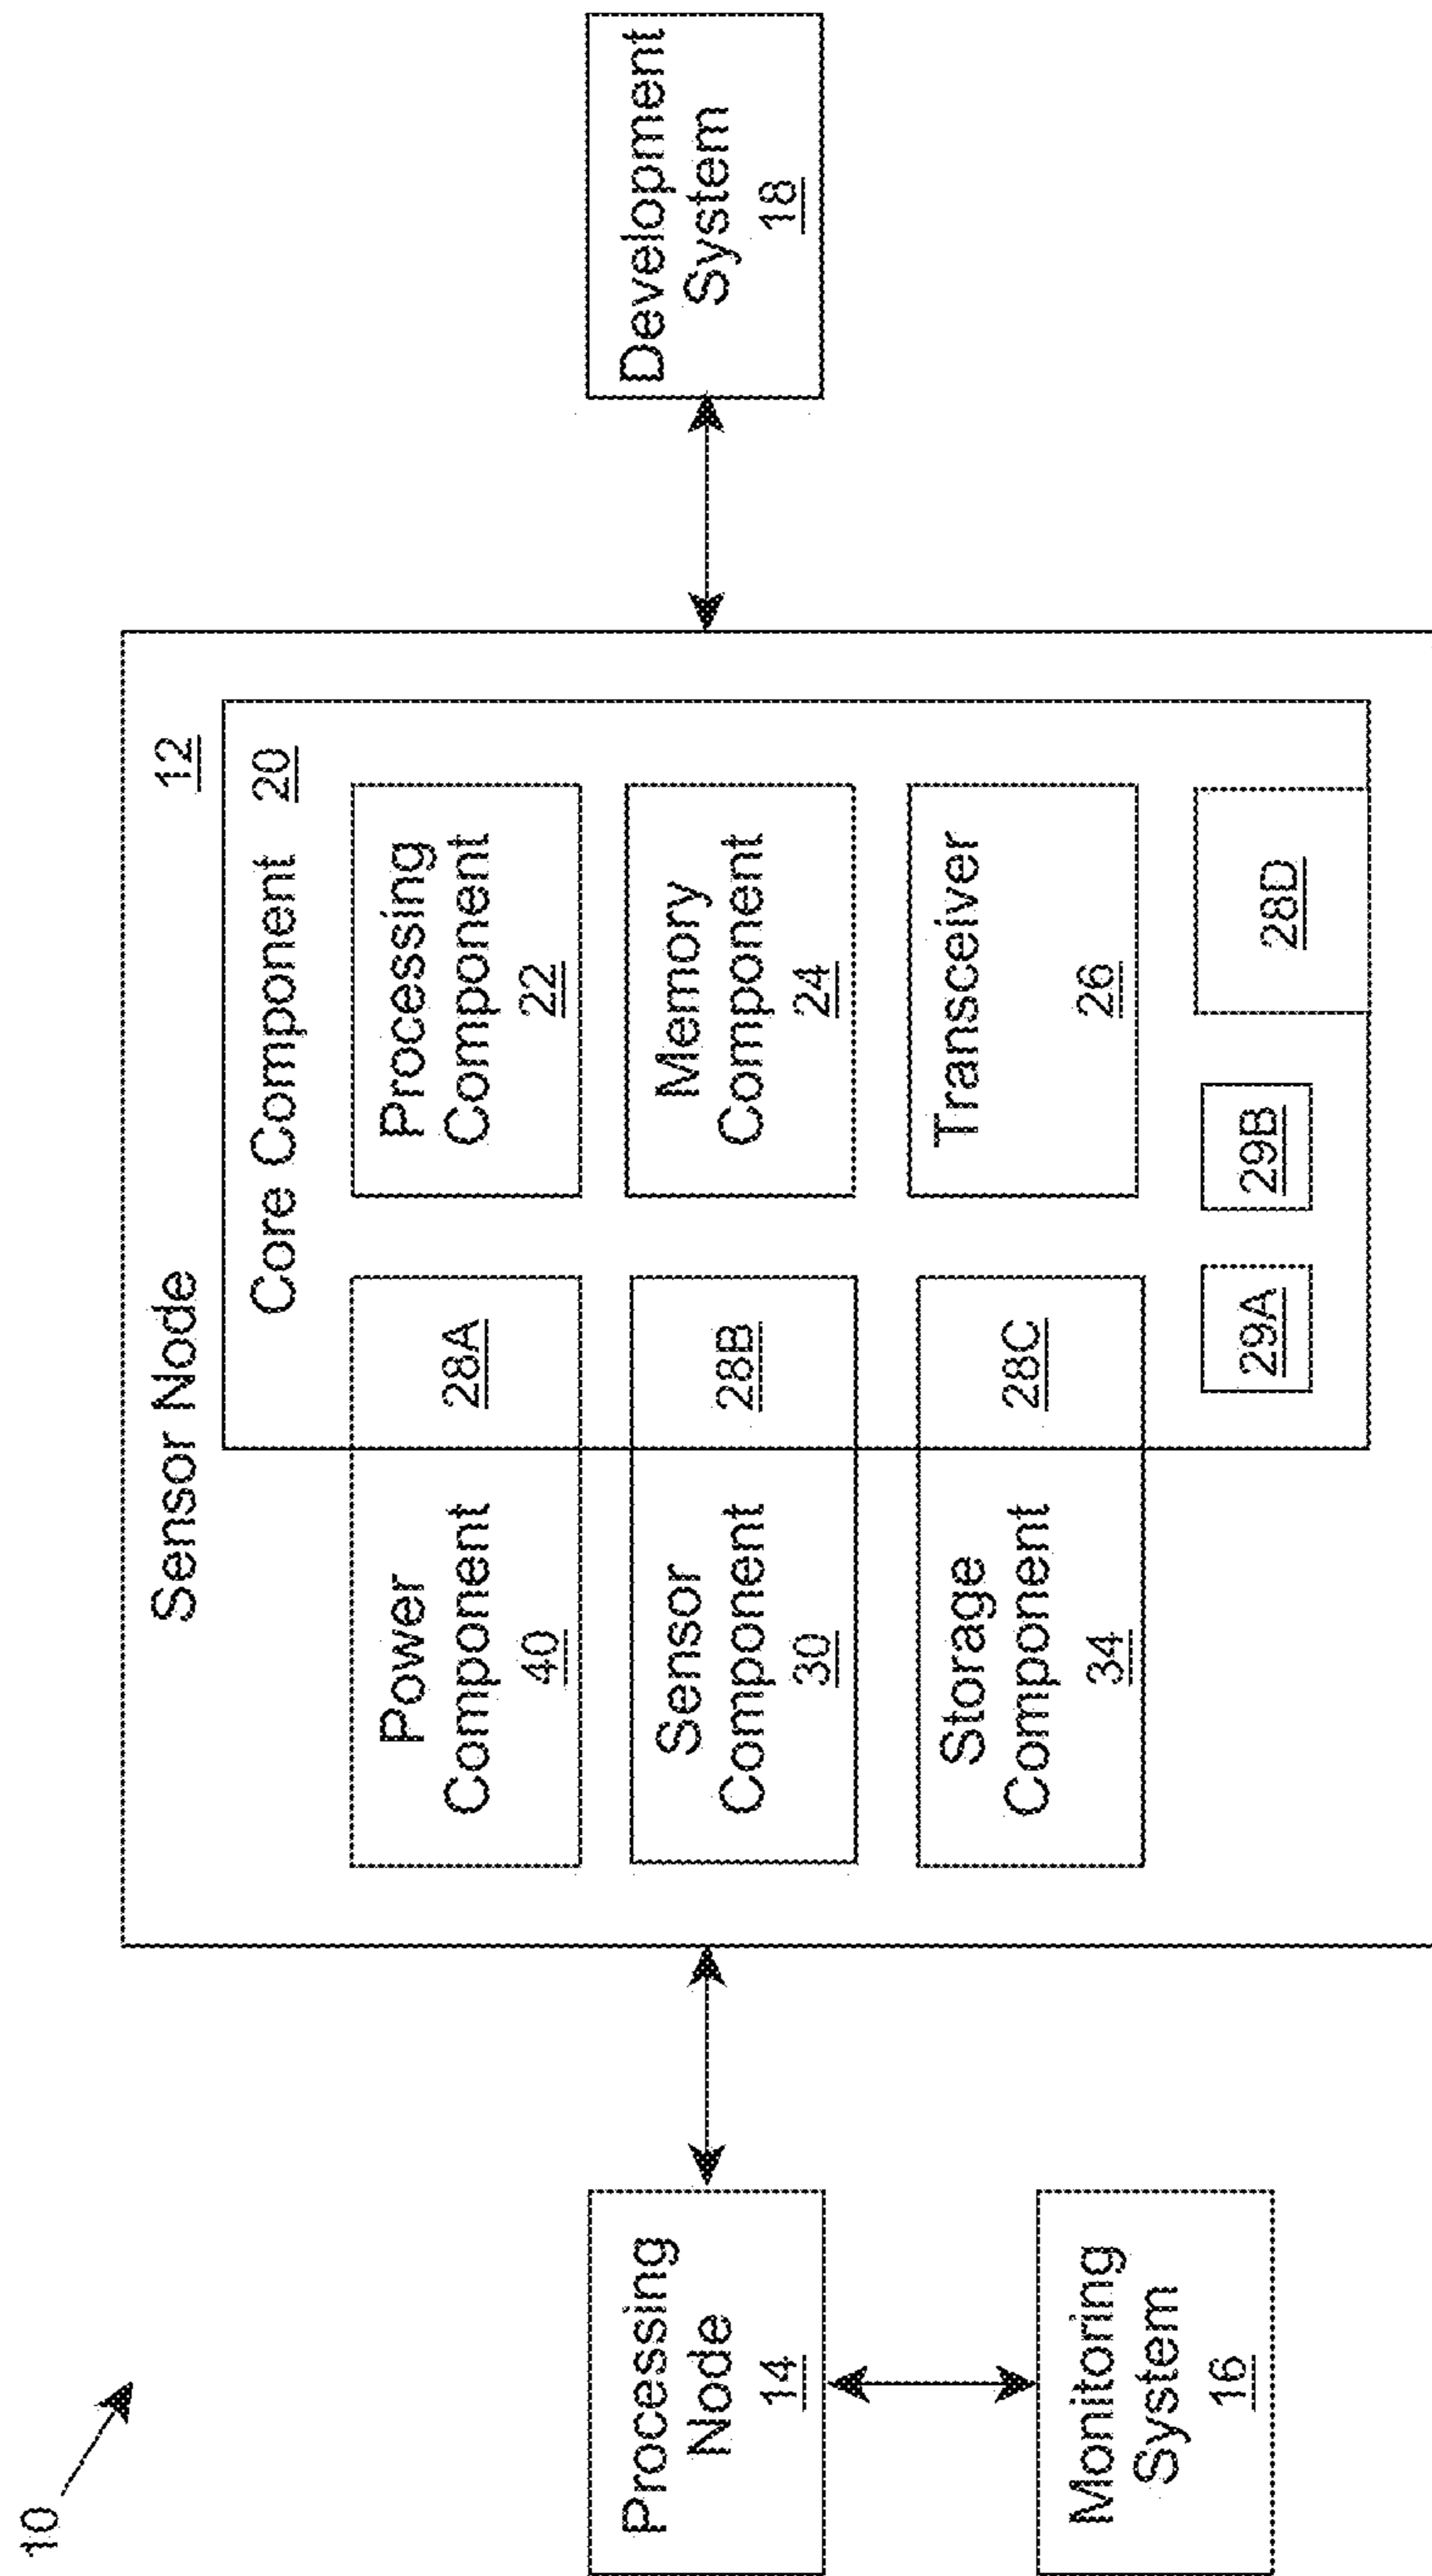 10
Processing
Node
14
Monitoring
System
16
Sensor Node 12
Core Component 20
Power
Component
40
28A
Processing
Component
22
Sensor
Component
30
28B
Memory
Component
24
Storage
Component
34
28C
Transceiver
26
29A
29B
28D
Development
System
18